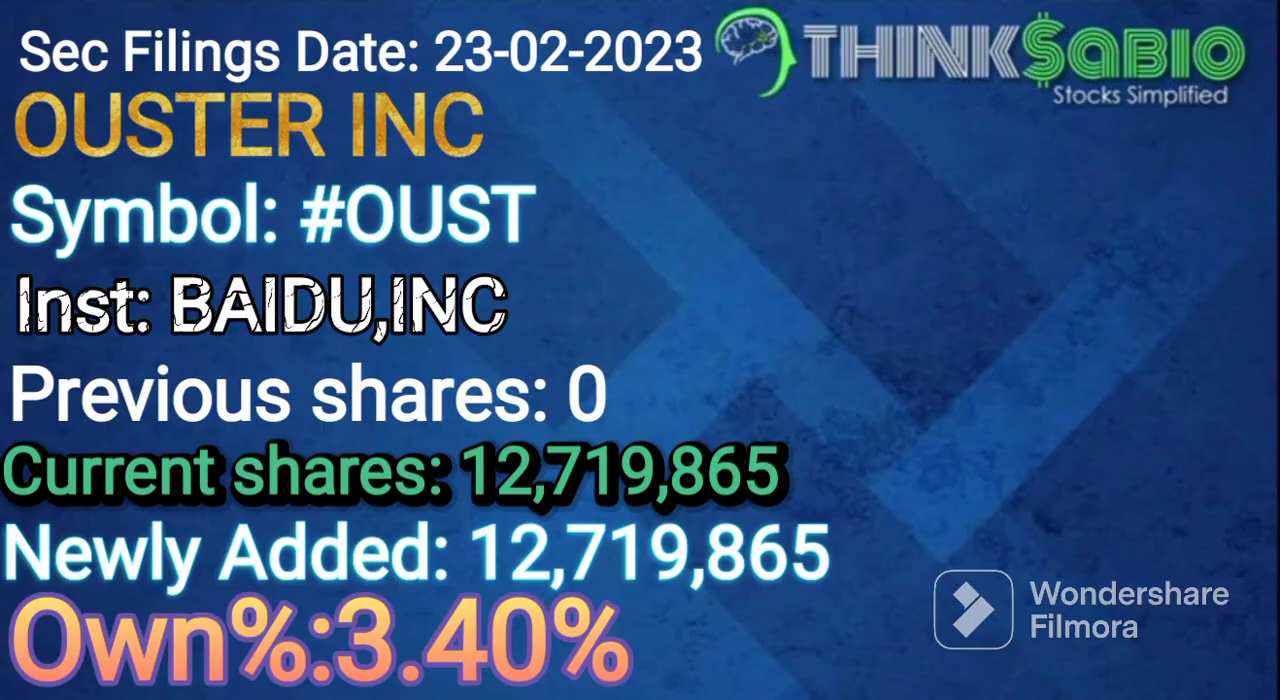 Sec Filings Date: 23-02-2023
THINK$aBIO
Stocks Simplified
OUSTER INC
Symbol: #OUST
Inst: BAIDU,INC
Previous shares: 0
Current shares: 12,719,865
Newly Added: 12,719,865
Own%:3.40%
Wondershare
Filmora